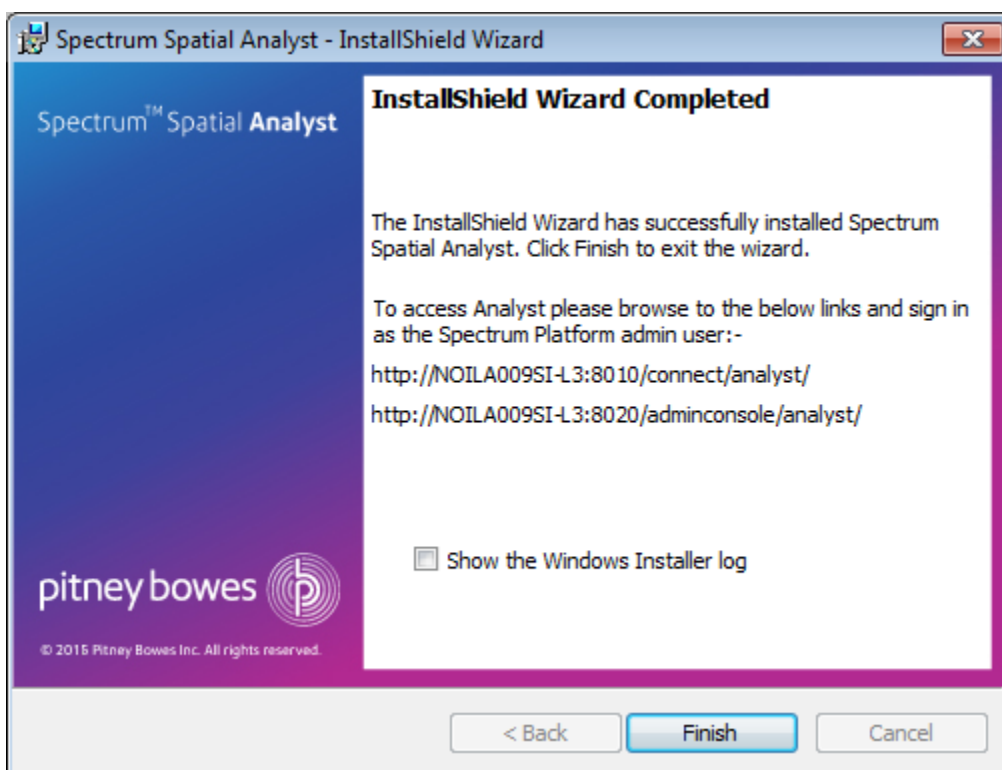 Spectrum Spatial Analyst - InstallShield Wizard
Spectrum™ Spatial Analyst
InstallShield Wizard Completed
The InstallShield Wizard has successfully installed Spectrum
Spatial Analyst. Click Finish to exit the wizard.
To access Analyst please browse to the below links and sign in
as the Spectrum Platform admin user:-
http://NOILA009SI-L3:8010/connect/analyst/
http://NOILA009SI-L3:8020/adminconsole/analyst/
Show the Windows Installer log
pitney bowes
© 2015 Pitney Bowes Inc. All rights reserved.
< Back
Finish
Cancel